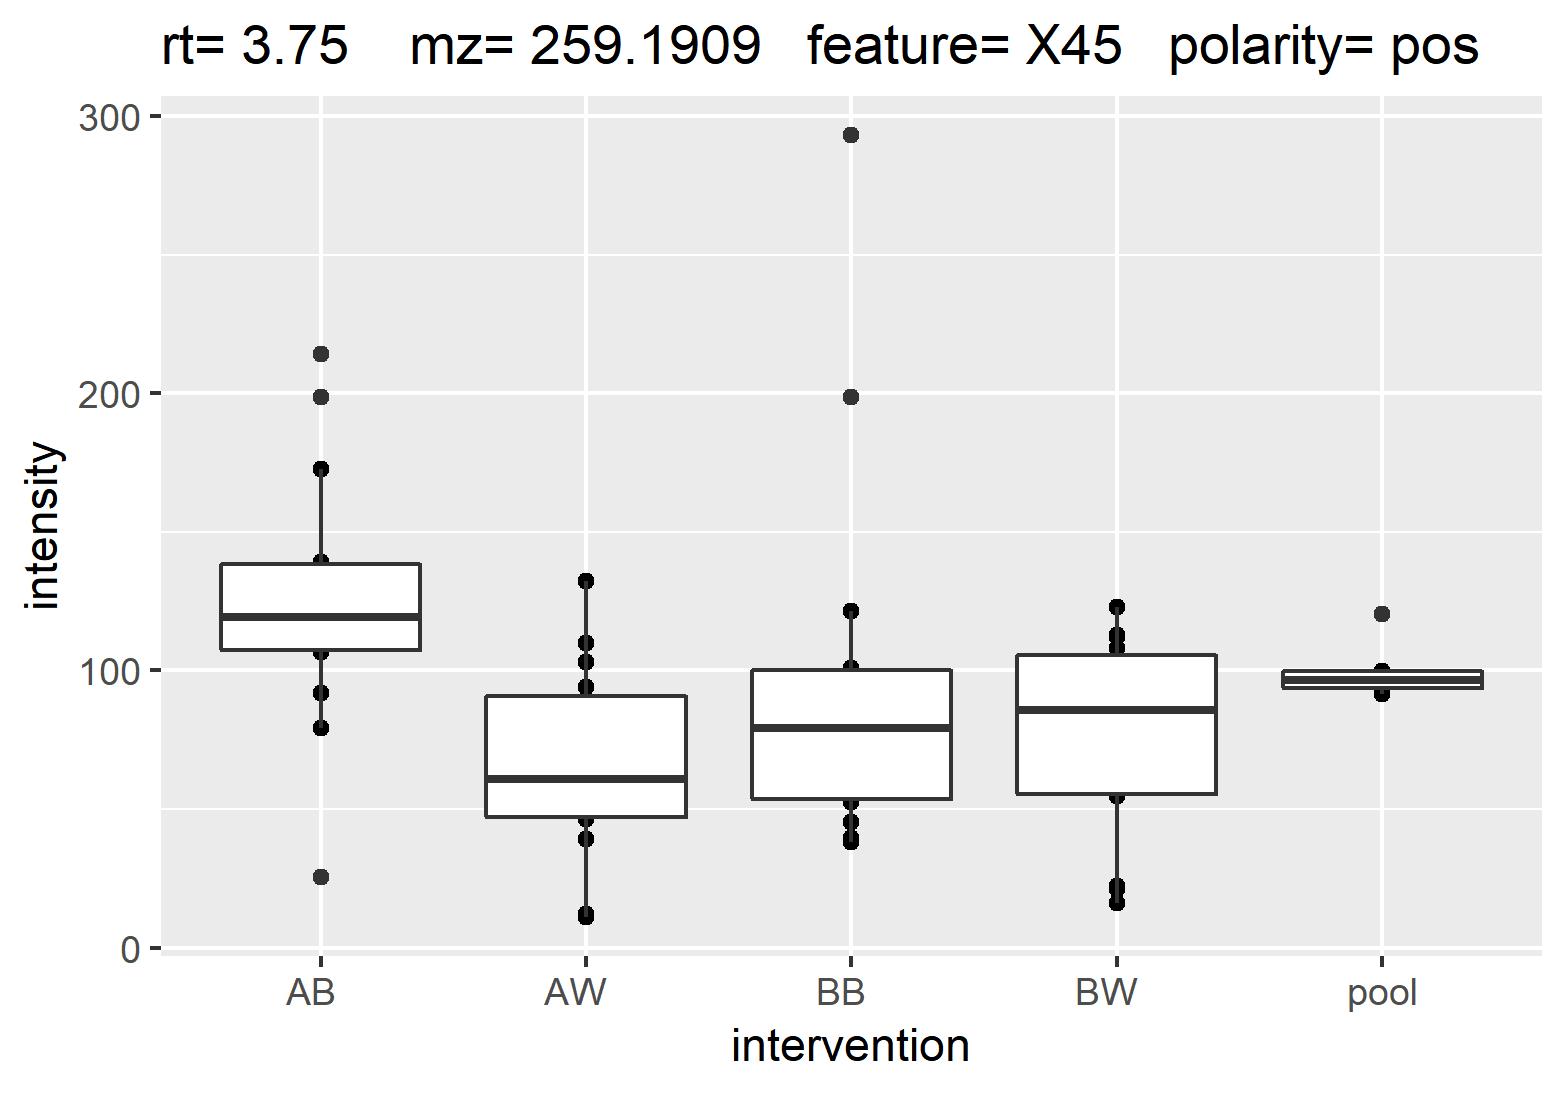 rt= 3.75 mz= 259.1909 feature= X45 polarity= pos
300
200
100
0
intensity
AB AW BB BW pool
intervention